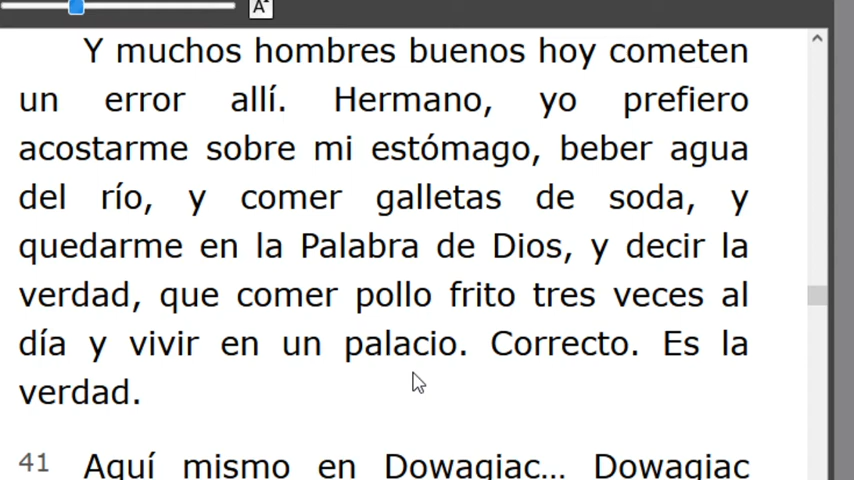 A
Y muchos hombres buenos hoy cometen
un error allí. Hermano, yo prefiero
acostarme sobre mi estómago, beber agua
del río, y comer galletas de soda, y
quedarme en la Palabra de Dios, y decir la
verdad, que comer pollo frito tres veces al
día y vivir en un palacio. Correcto. Es la
verdad.
41 Aquí mismo en Dowagiac... Dowagiac